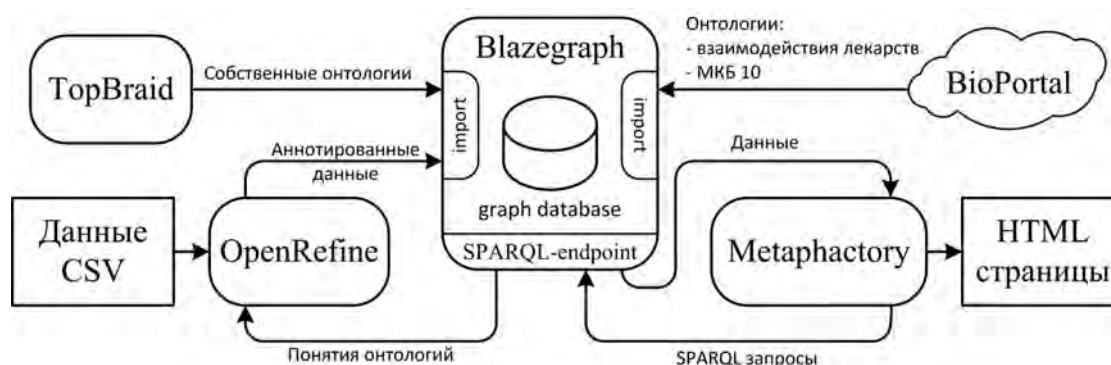 Онтологии:
- взаимодействия лекарств
- МКБ 10
Blazegraph
TopBraid
Собственные онтологии
BioPortal
import
import
Аннотированные
данные
Данные
graph database
Данные
CSV
OpenRefine
SPARQL-endpoint
Metaphactory
HTML
страницы
Понятия онтологий
SPARQL запросы